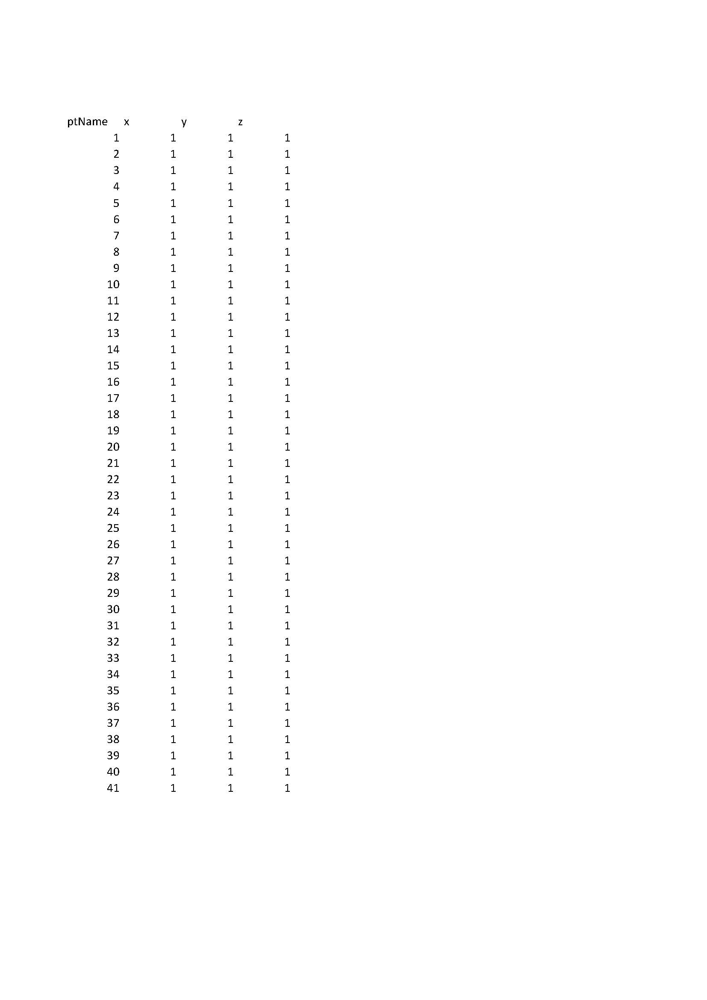 ptName x y z
1 1 1 1
2 1 1 1
3 1 1 1
4 1 1 1
5 1 1 1
6 1 1 1
7 1 1 1
8 1 1 1
9 1 1 1
10 1 1 1
11 1 1 1
12 1 1 1
13 1 1 1
14 1 1 1
15 1 1 1
16 1 1 1
17 1 1 1
18 1 1 1
19 1 1 1
20 1 1 1
21 1 1 1
22 1 1 1
23 1 1 1
24 1 1 1
25 1 1 1
26 1 1 1
27 1 1 1
28 1 1 1
29 1 1 1
30 1 1 1
31 1 1 1
32 1 1 1
33 1 1 1
34 1 1 1
35 1 1 1
36 1 1 1
37 1 1 1
38 1 1 1
39 1 1 1
40 1 1 1
41 1 1 1